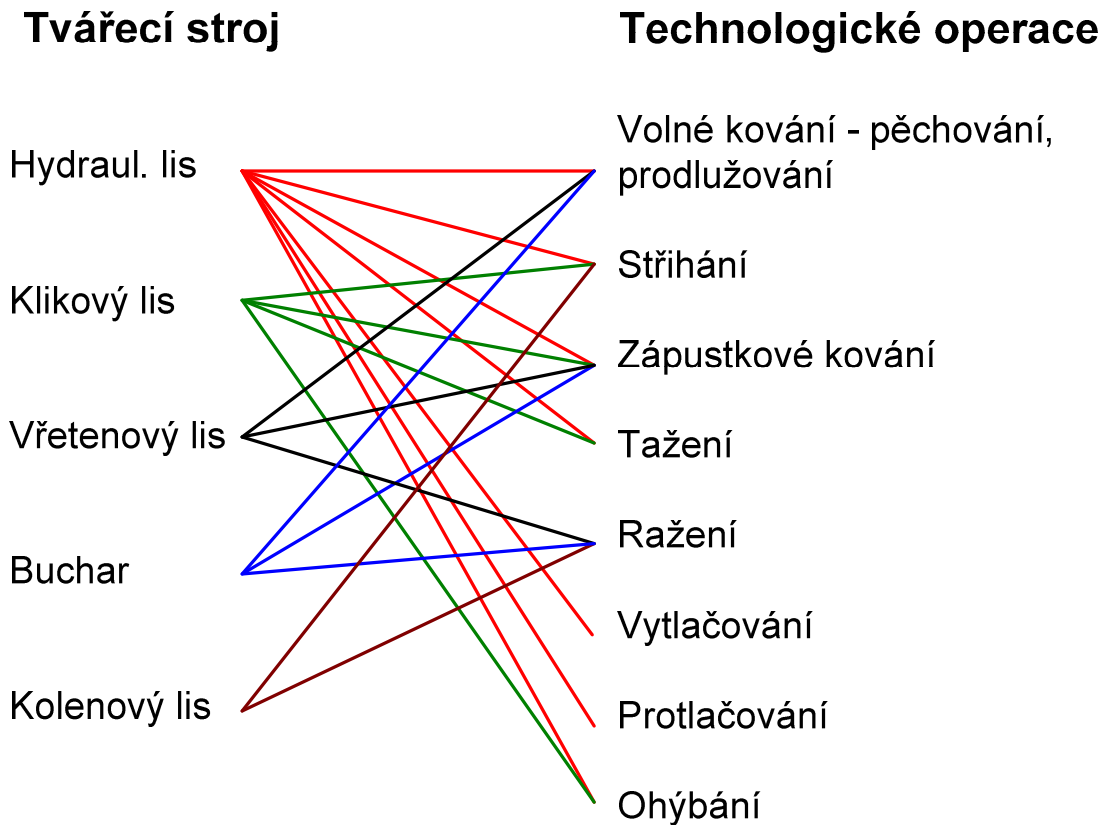 Tvářecí stroj
Technologické operace
Hydraul. lis
Klikový lis
Vřetenový lis
Buchar
Kolenový lis
Volné kování - pěchování,
prodlužování
Střihání
Zápustkové kování
Tažení
Ražení
Vytlačování
Protlačování
Ohýbání